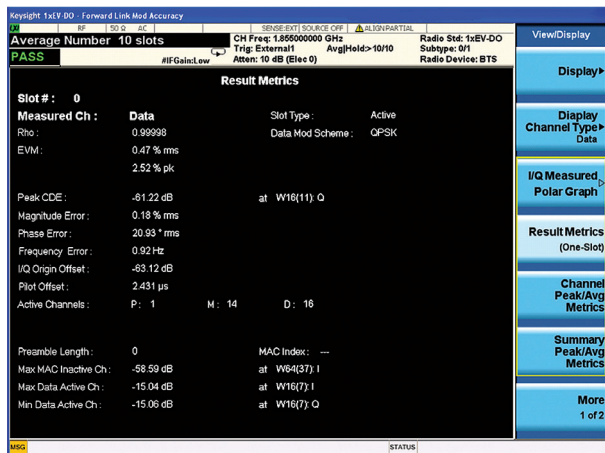 Keysight 1xEV-DO - Forward Link Mod Accuracy
RF 50 Ω AC SENSE:EXT SOURCE OFF ALIGN PARTIAL
Average Number 10 slots
CH Freq: 1.855000000 GHz Radio Std: 1xEV-DO
Trig: External1 Avg|Hold:> 10/10 Subtype: 0/1
PASS #IFGain:Low Atten: 10 dB (Elec 0) Radio Device: BTS
Result Metrics
Slot # : 0
Measured Ch : Data Slot Type : Active
Rho : 0.99998 Data Mod Scheme : QPSK
EVM : 0.47 % rms
2.52 % pk
Peak CDE : -61.22 dB at W16(11): Q
Magnitude Error : 0.18 % rms
Phase Error : 20.93 * rms
Frequency Error : 0.92 Hz
I/Q Origin Offset : -63.12 dB
Pilot Offset : 2.431 µs
Active Channels : P: 1 M: 14 D: 16
Preamble Length : 0 MAC Index: ---
Max MAC Inactive Ch : -58.59 dB at W64(37): I
Max Data Active Ch : -15.04 dB at W16(7): I
Min Data Active Ch : -15.06 dB at W16(7): Q
View/Display
Display
Diaplay
Channel Type
Data
I/Q Measured
Polar Graph
Result Metrics
(One-Slot)
Channel
Peak/Avg
Metrics
Summary
Peak/Avg
Metrics
More
1 of 2
MSG STATUS